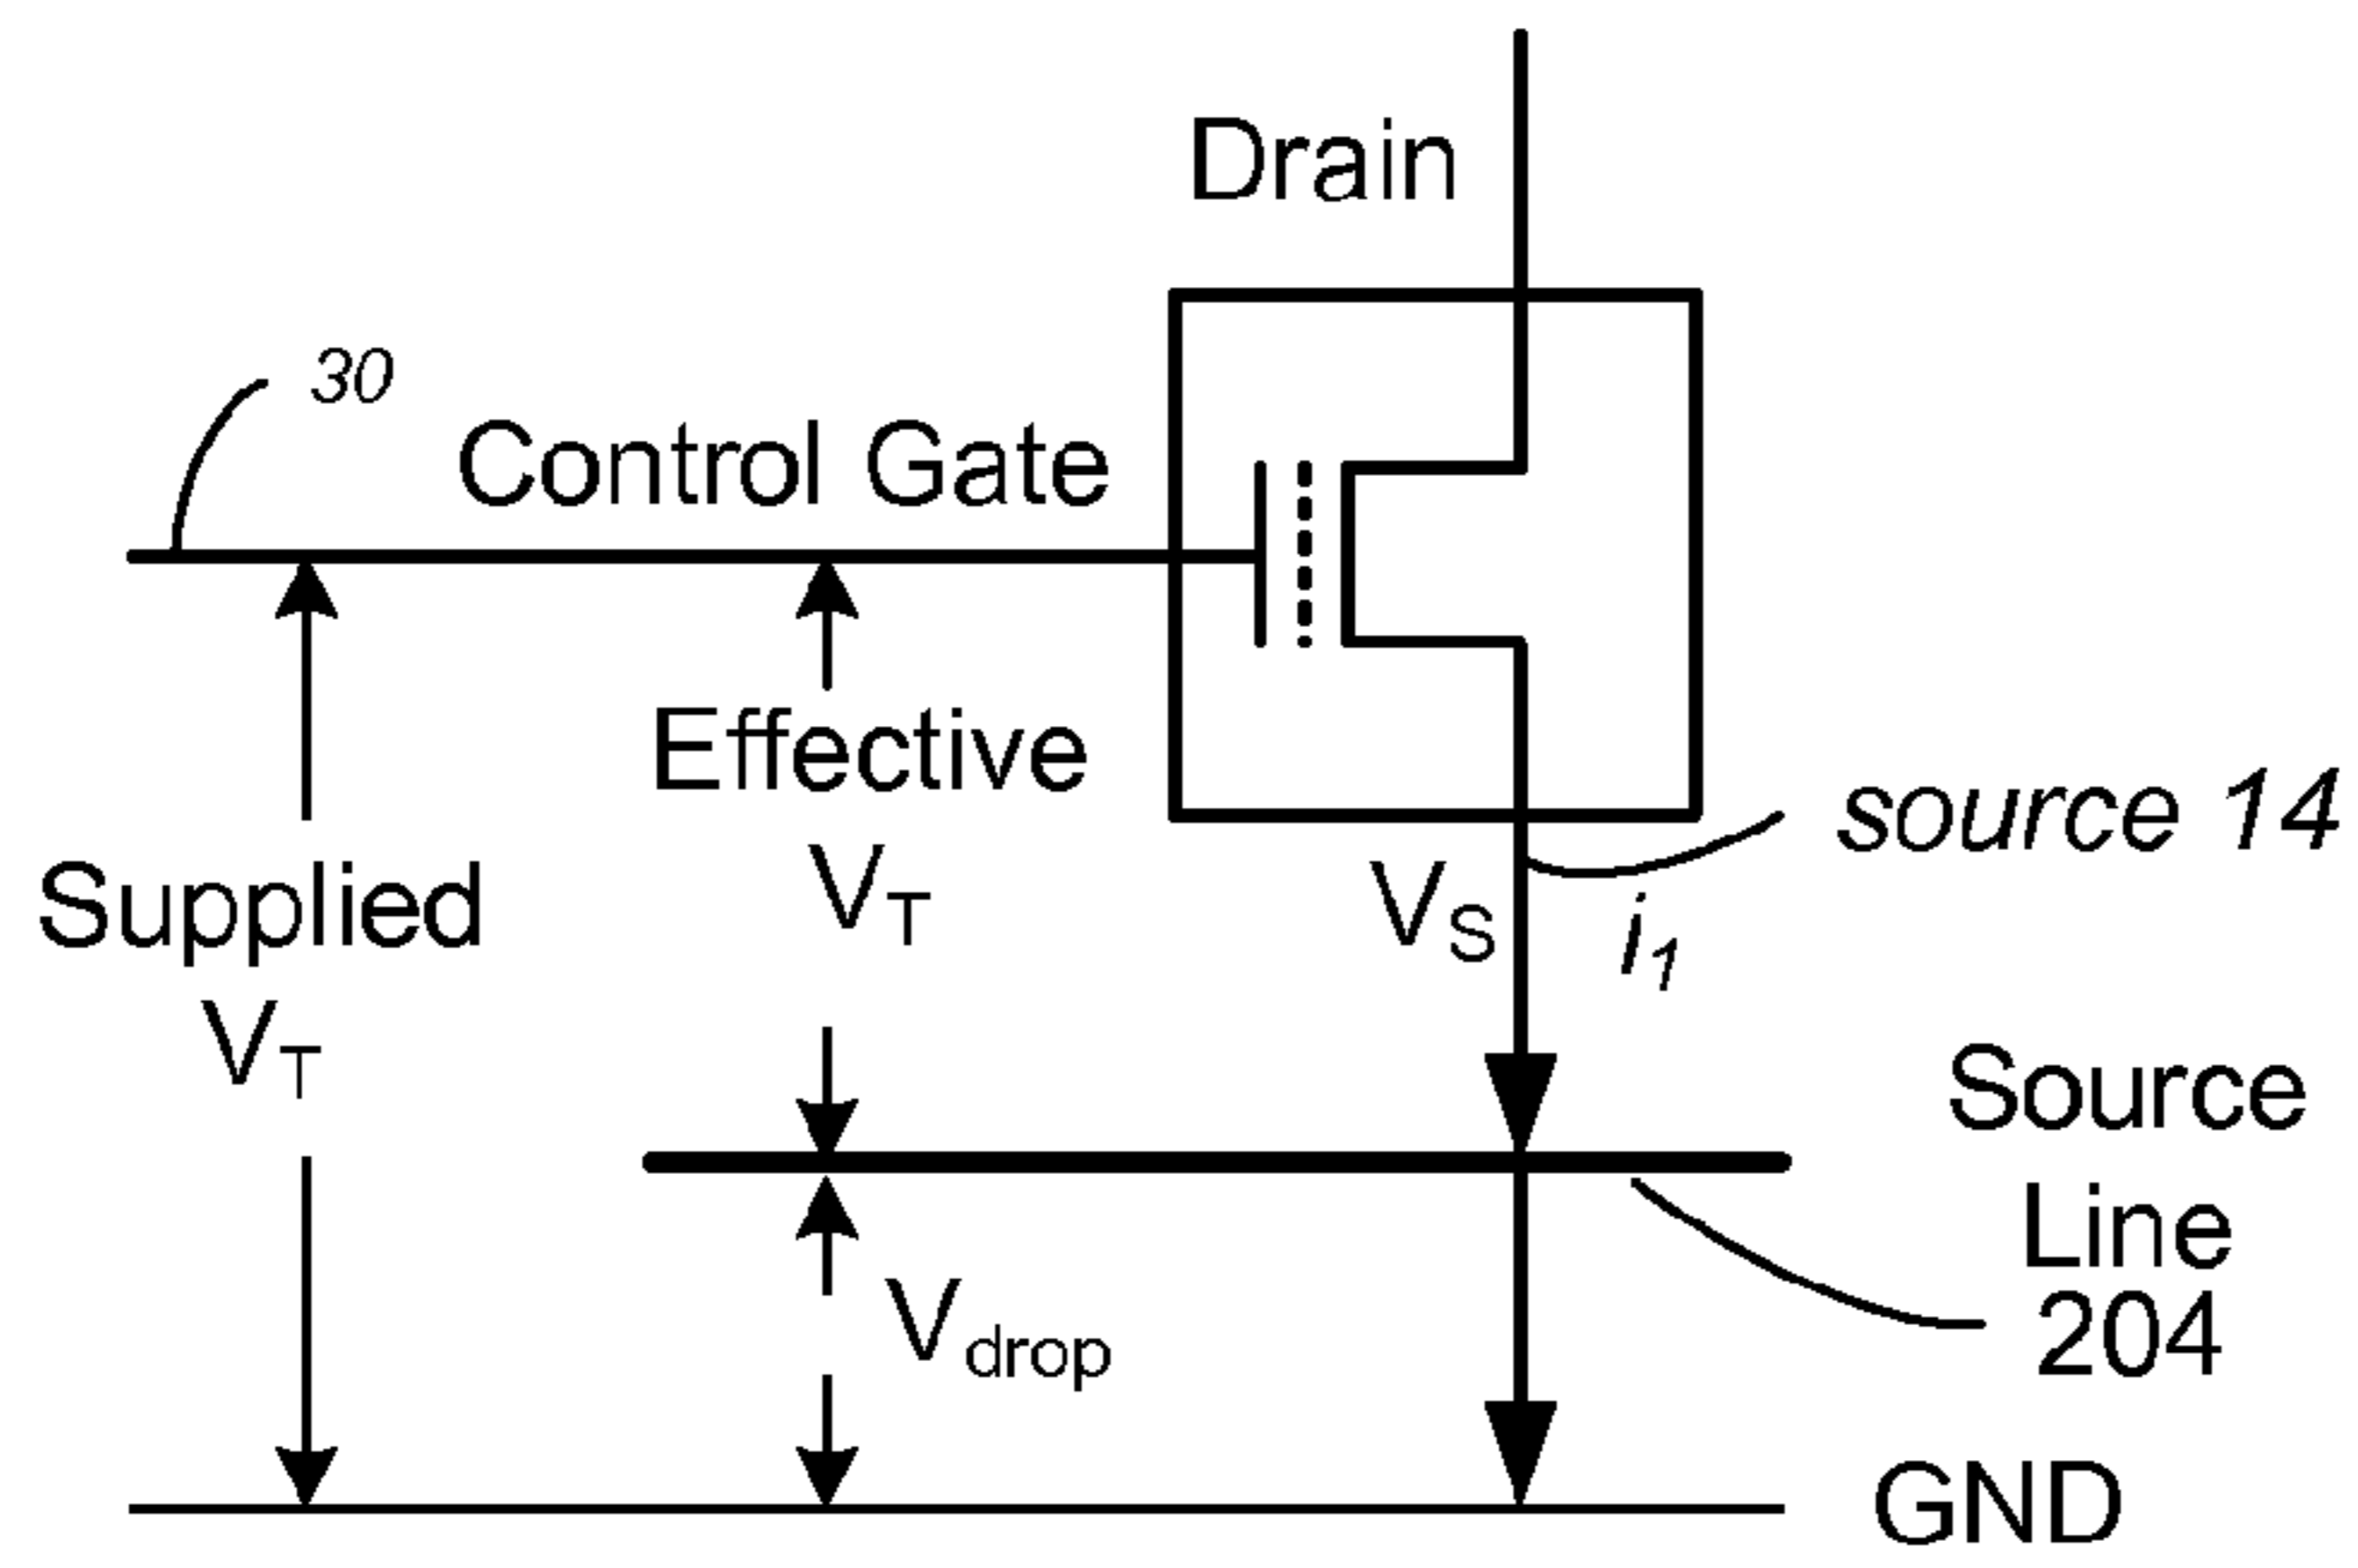 Drain
30
Control Gate
Effective
VT
source 14
Supplied
VT
VS
i1
Source
Line
204
Vdrop
GND